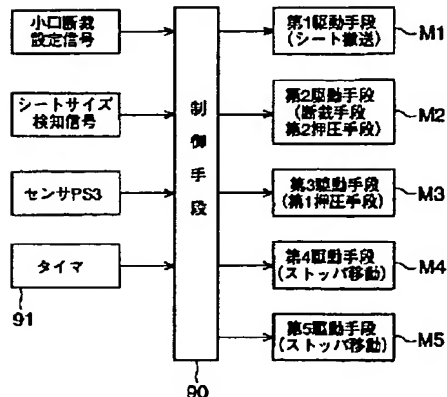 小口断裁
設定信号
シートサイズ
検知信号
センサPS3
タイマ
91
制御手段
90
第1駆動手段
(シート搬送)
M1
第2駆動手段
(断裁手段
第2押圧手段)
M2
第3駆動手段
(第1押圧手段)
M3
第4駆動手段
(ストッパ移動)
M4
第5駆動手段
(ストッパ移動)
M5